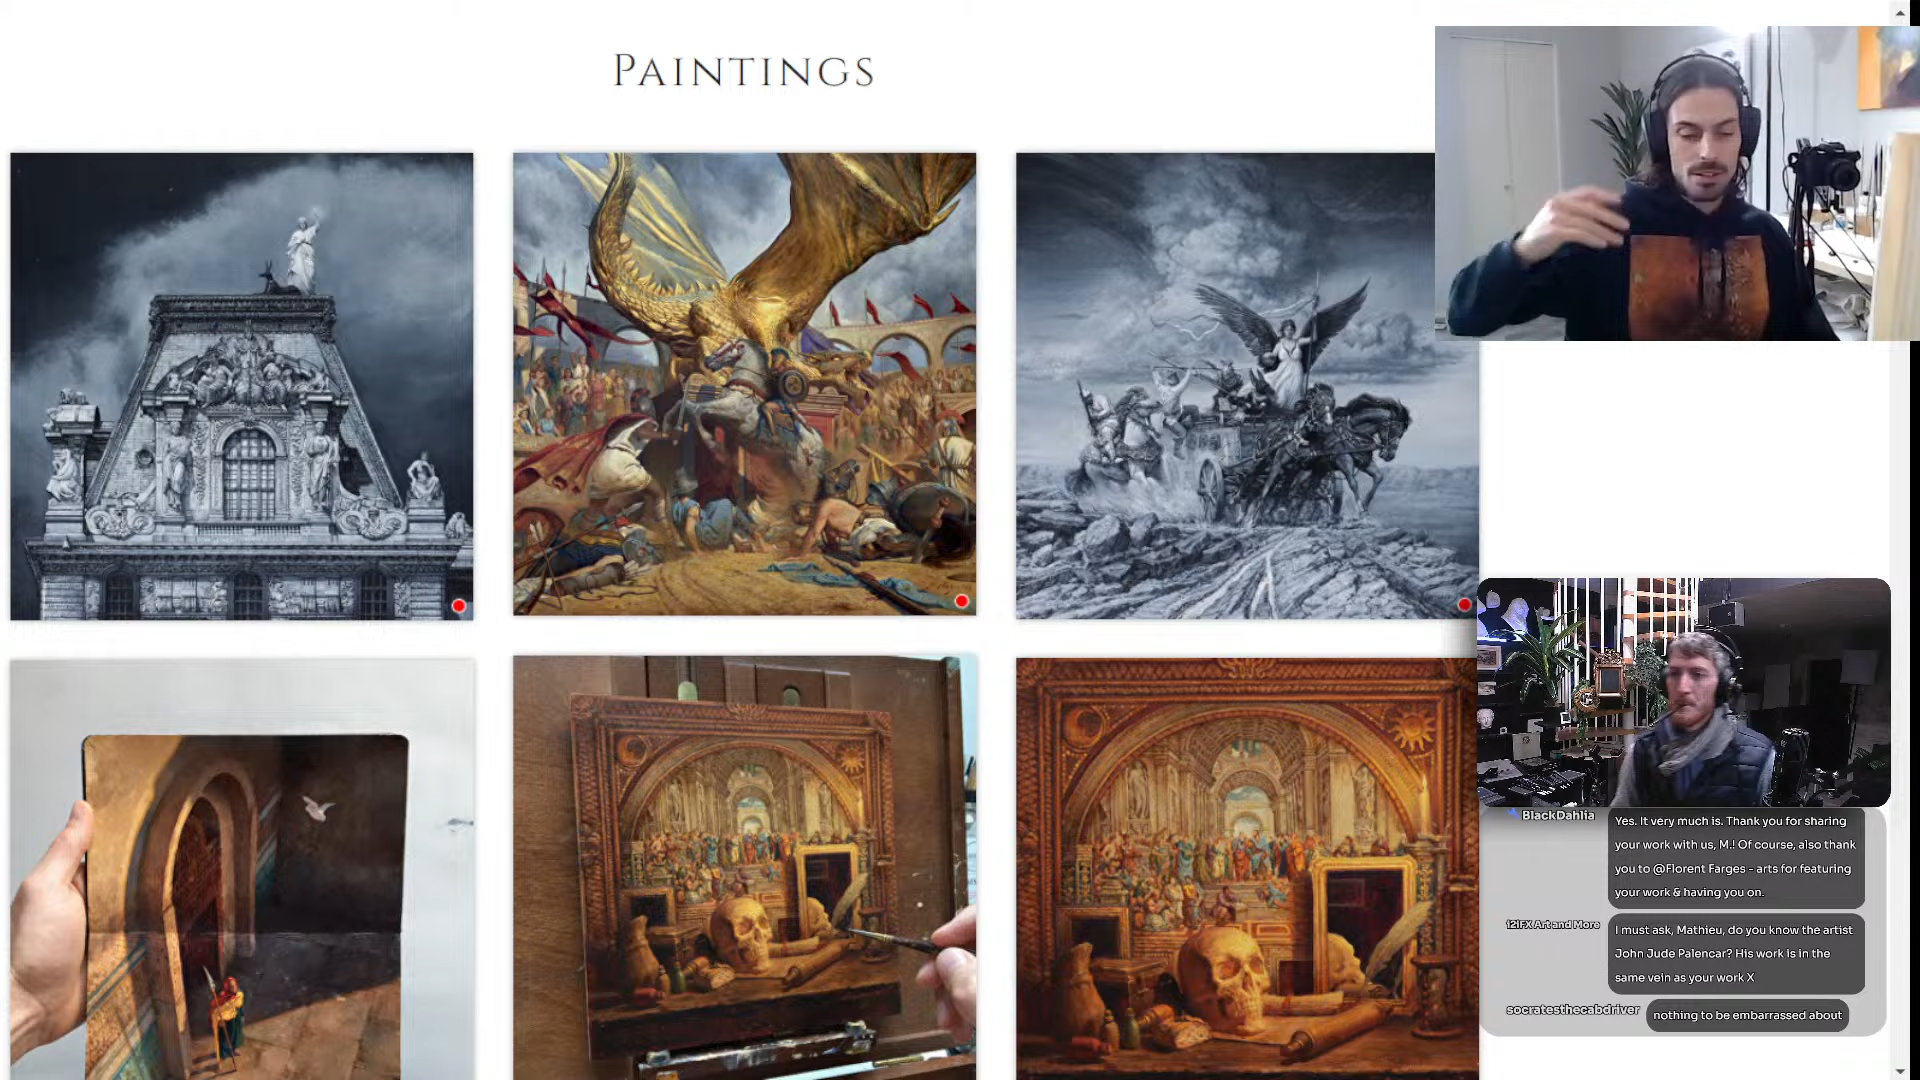 PAINTINGS
BlackDahlia
Yes. It very much is. Thank you for sharing
your work with us, M.! Of course, also thank
you to @Florent Farges - arts for featuring
your work & having you on.
12IFX Art and More
I must ask, Mathieu, do you know the artist
John Jude Palencar? His work is in the
same vein as your work X
socratesthecabdriver
nothing to be embarrassed about